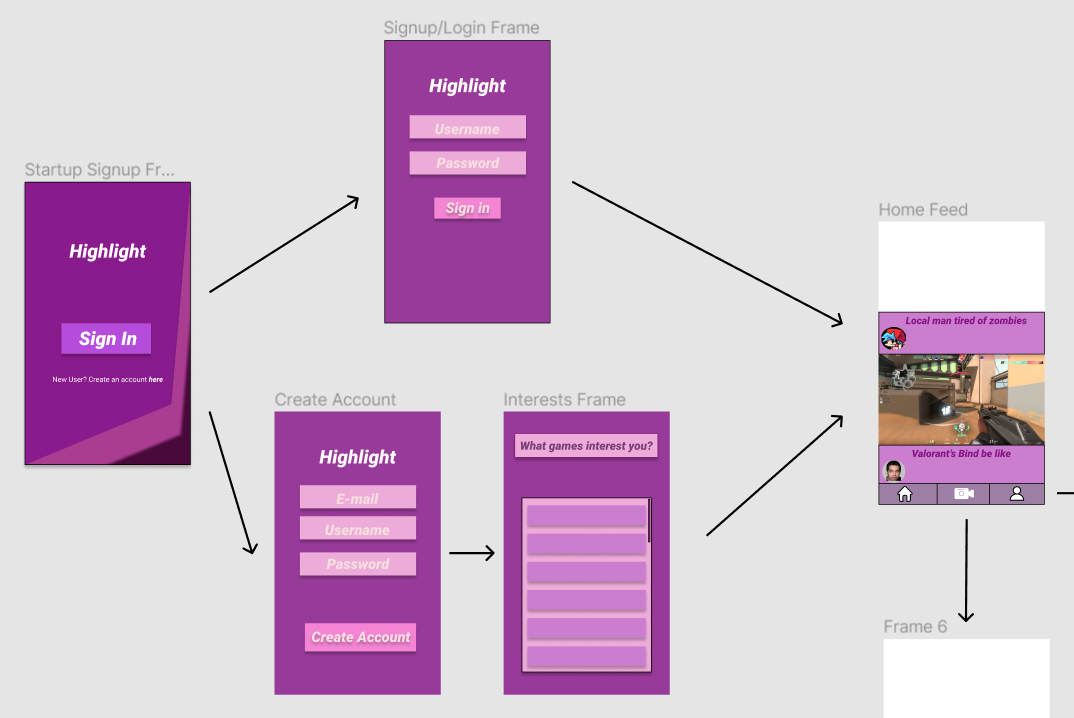 Signup/Login Frame
Highlight
Username
Password
Sign in
Startup Signup Fr...
Highlight
Sign In
New User? Create an account here
Create Account
Highlight
E-mail
Username
Password
Create Account
Interests Frame
What games interest you?
Home Feed
Local man tired of zombies
Valorant's Bind be like
Frame 6